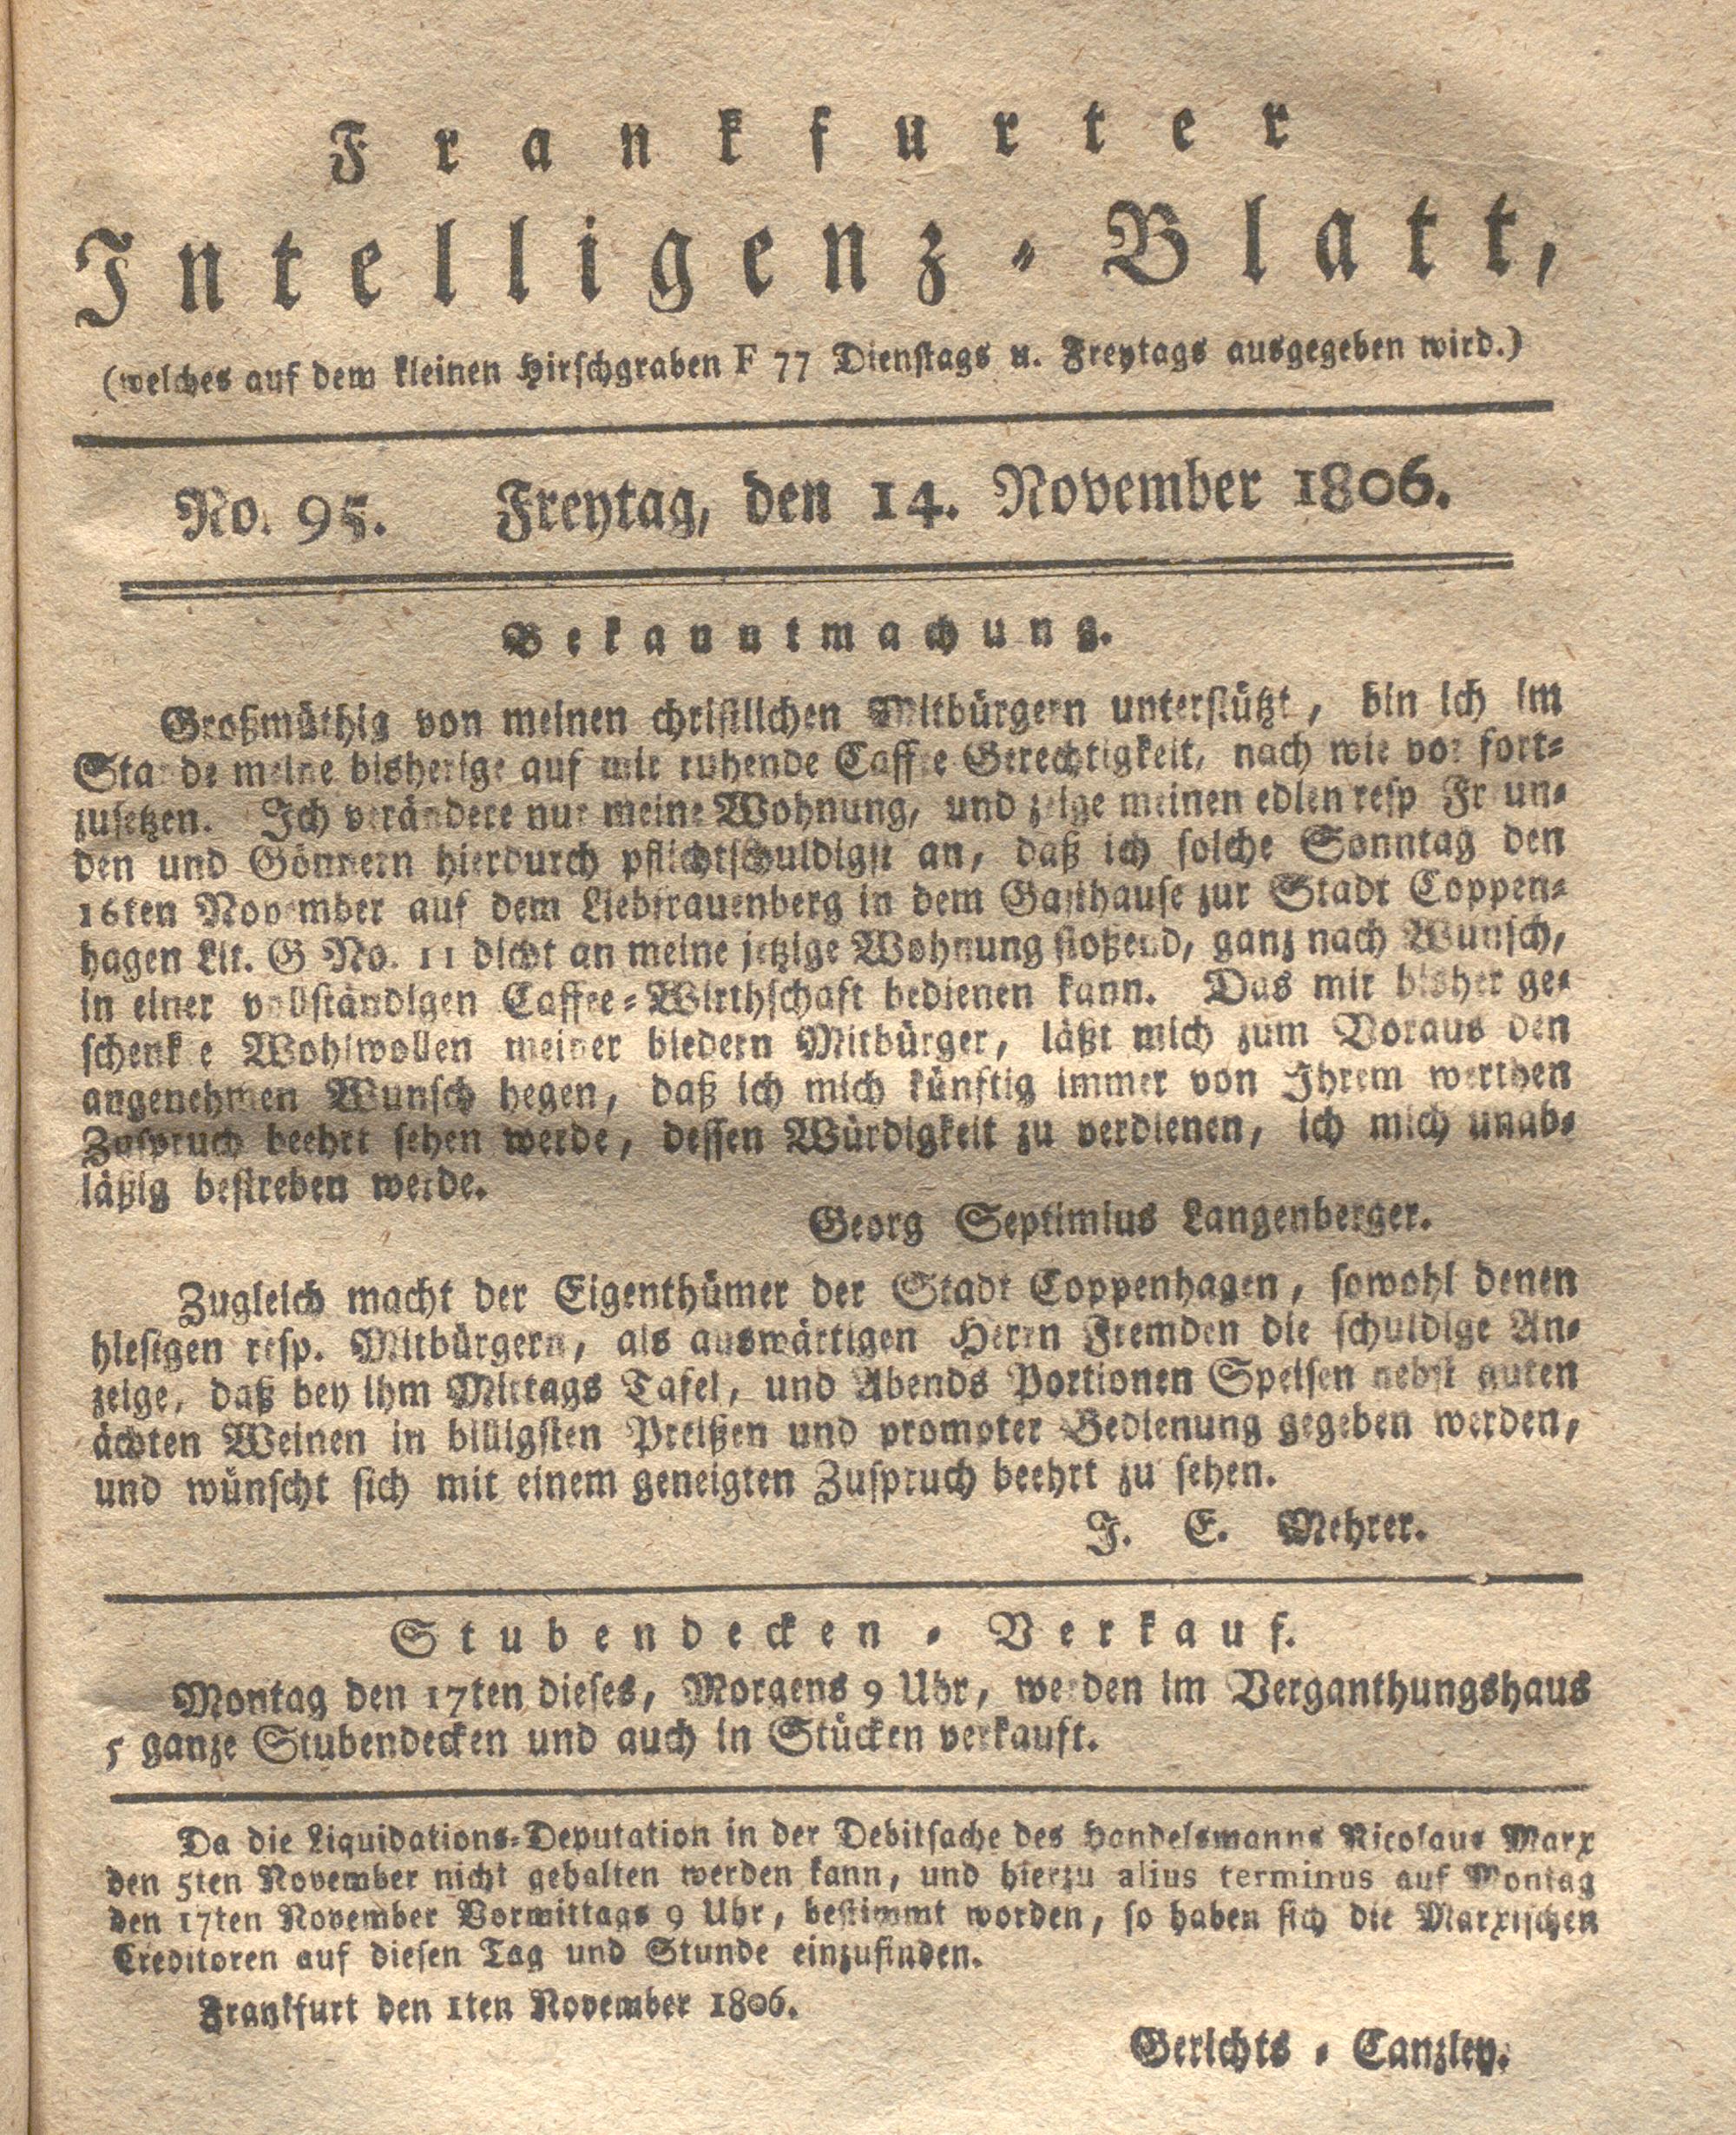 Frankfurter
Intelligenz-Blatt,
(welches auf dem kleinen Hirschgraben F 77 Dienstags u. Freytags ausgegeben wird.)
No. 95. Freytag, den 14. November 1806.
Bekanntmachung.
Großmüthig von meinen christlichen Mitbürgern unterstützt, bin ich im
Stande meine bisherige auf mir ruhende Caffee Gerechtigkeit, nach wie vor fort-
zusetzen. Ich verändere nur meine Wohnung, und zeige meinen edlen resp Freun-
den und Gönnern hierdurch pflichtschuldigst an, daß ich solche Sonntag den
16ten November auf dem Liebfrauenberg in dem Gasthause zur Stadt Coppen-
hagen Lit. G No. 11 dicht an meine jetzige Wohnung stoßend, ganz nach Wunsch,
in einer vollständigen Caffee-Wirthschaft bedienen kann. Das mir bisher ge-
schenkte Wohlwollen meiner biedern Mitbürger, läßt mich zum Voraus den
angenehmen Wunsch hegen, daß ich mich künftig immer von Ihrem werthen
Zuspruch beehrt sehen werde, dessen Würdigkeit zu verdienen, ich mich unab-
läßig bestreben werde.
Georg Septimius Langenberger.
Zugleich macht der Eigenthümer der Stadt Coppenhagen, sowohl denen
hiesigen resp. Mitbürgern, als auswärtigen Herrn Fremden die schuldige An-
zeige, daß bey ihm Mittags Tafel, und Abends Portionen Speisen nebst guten
ächten Weinen in billigsten Preißen und prompter Bedienung gegeben werden,
und wünscht sich mit einem geneigten Zuspruch beehrt zu sehen.
J. E. Mehrer.
Stubendecken-Verkauf.
Montag den 17ten dieses, Morgens 9 Uhr, werden im Verganthungshaus
5 ganze Stubendecken und auch in Stücken verkauft.
Da die Liquidations-Deputation in der Debitsache des Handelsmanns Nicolaus Marx
den 5ten November nicht gehalten werden kann, und hierzu alius terminus auf Montag
den 17ten November Vormittags 9 Uhr, bestimmt worden, so haben sich die Marxischen
Creditoren auf diesen Tag und Stunde einzufinden.
Frankfurt den 1ten November 1806.
Gerichts-Canzley.